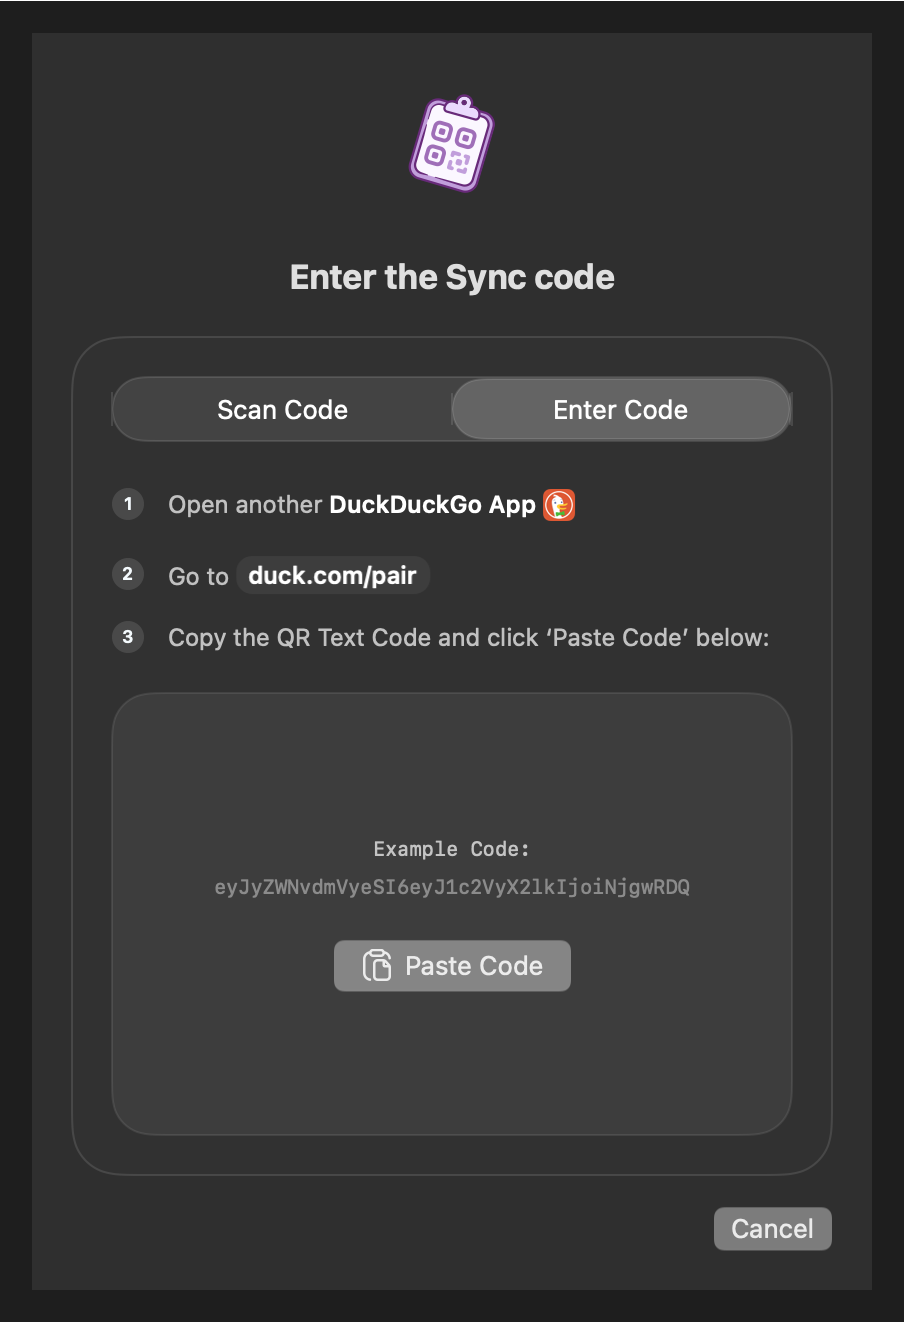 Enter the Sync code
Scan Code
Enter Code
1 Open another DuckDuckGo App
2 Go to duck.com/pair
3 Copy the QR Text Code and click ‘Paste Code’ below:
Example Code:
eyJyZWNvdmVyeSI6eyJ1c2VyX2lkIjoiNjgwRDQ
Paste Code
Cancel